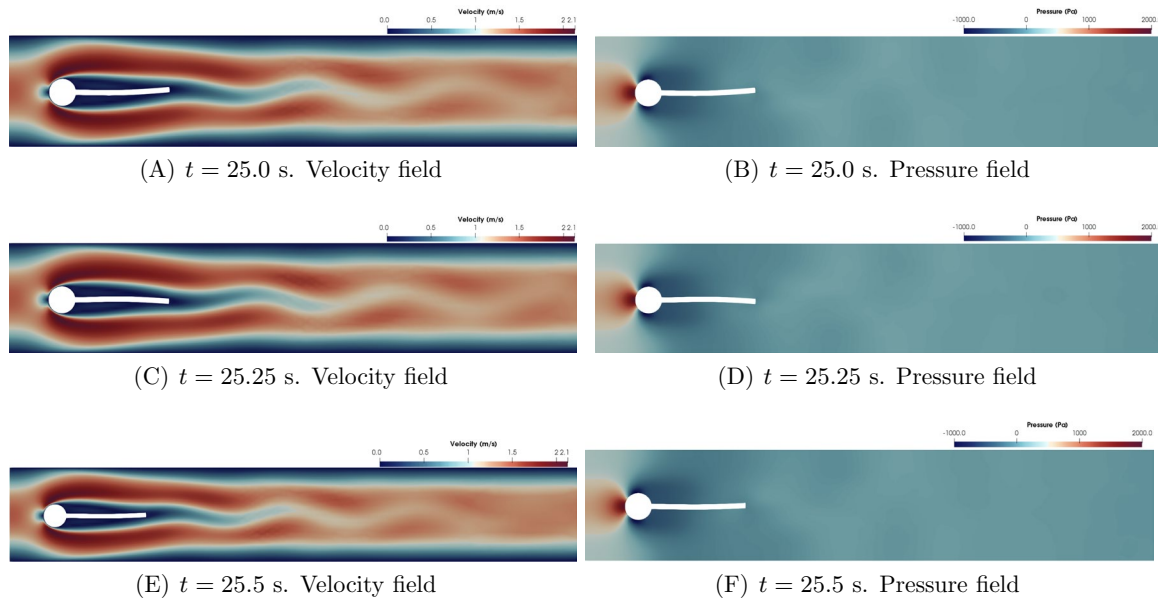 Velocity (m/s)
0.0 0.5 1 1.5 2 2.1
Pressure (Pa)
-1000.0 0 1000 2000.
(A) t = 25.0 s. Velocity field
(B) t = 25.0 s. Pressure field
Velocity (m/s)
0.0 0.5 1 1.5 2 2.1
Pressure (Pa)
-1000.0 0 1000 2000.
(C) t = 25.25 s. Velocity field
(D) t = 25.25 s. Pressure field
Velocity (m/s)
0.0 0.5 1 1.5 2 2.1
Pressure (Pa)
-1000.0 0 1000 2000.0
(E) t = 25.5 s. Velocity field
(F) t = 25.5 s. Pressure field